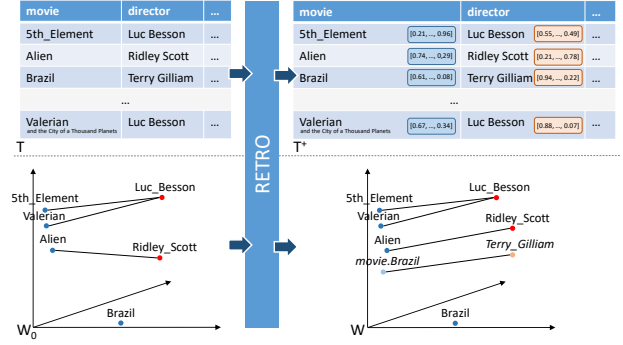 movie director ...
5th_Element Luc Besson ...
Alien Ridley Scott ...
Brazil Terry Gilliam ...
...
Valerian Luc Besson ...
and the City of a Thousand Planets
T
RETRO
movie director ...
5th_Element [0.21, ..., 0.96] Luc Besson [0.55, ..., 0.49] ...
Alien [0.74, ..., 0,29] Ridley Scott [0.21, ..., 0.78] ...
Brazil [0.61, ..., 0.08] Terry Gilliam [0.94, ..., 0.22] ...
...
Valerian [0.67, ..., 0.34] Luc Besson [0.88, ..., 0.07] ...
and the City of a Thousand Planets
T+
Luc_Besson
5th_Element
Valerian
Alien
Ridley_Scott
Brazil
W0
Luc_Besson
5th_Element
Valerian
Ridley_Scott
Alien
Terry_Gilliam
movie.Brazil
Brazil
W